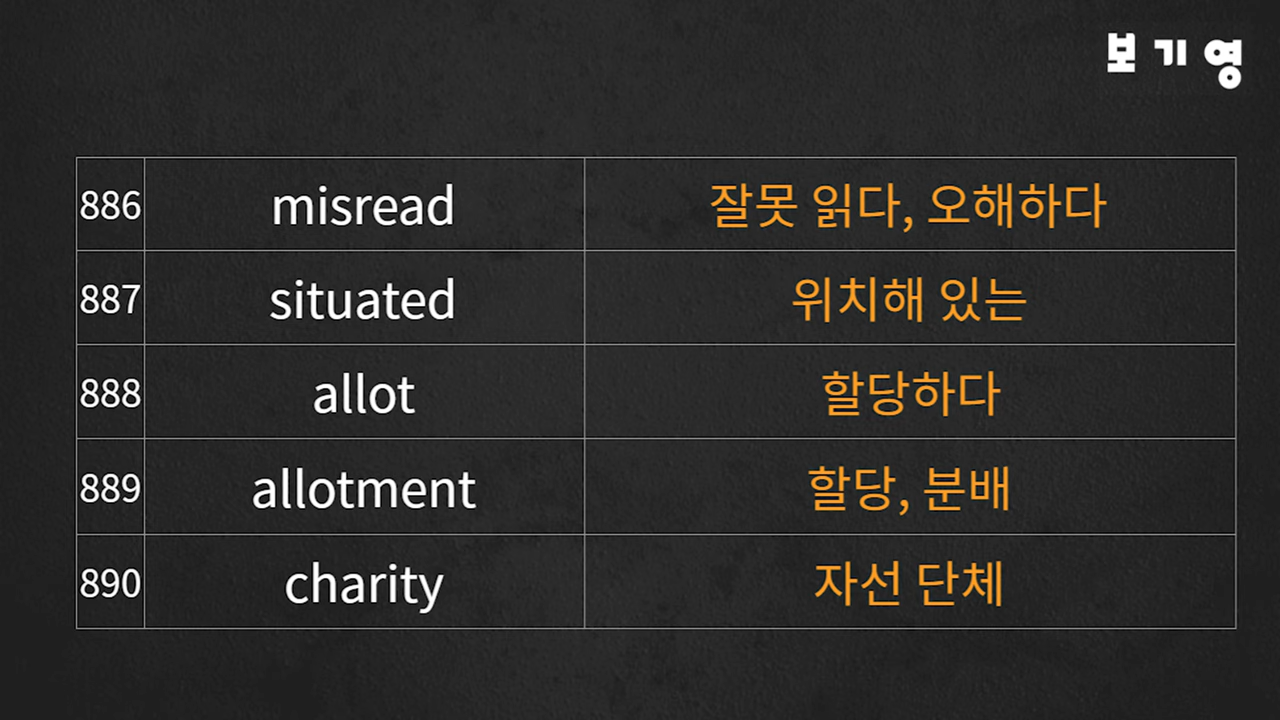 보기영
886 misread 잘못 읽다, 오해하다
887 situated 위치해 있는
888 allot 할당하다
889 allotment 할당, 분배
890 charity 자선 단체